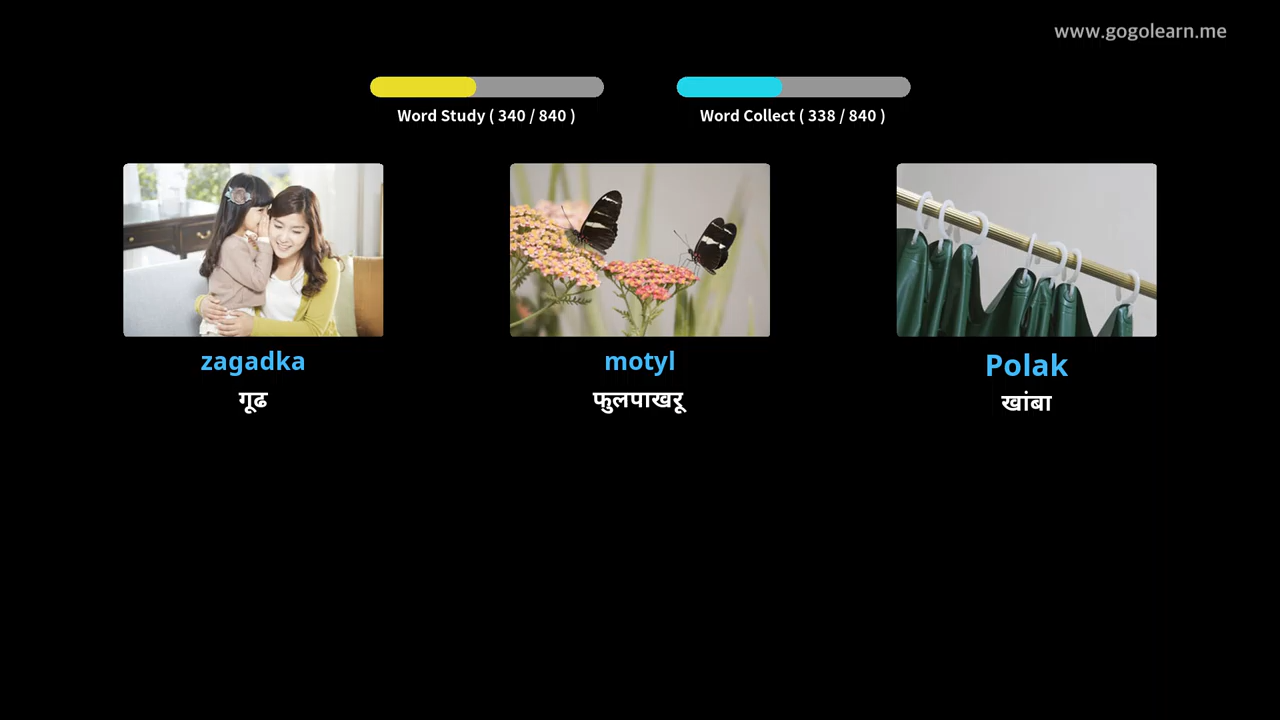 www.gogolearn.me
Word Study ( 340 / 840 )
Word Collect ( 338 / 840 )
zagadka
गूढ
motyl
फुलपाखरू
Polak
खांबा